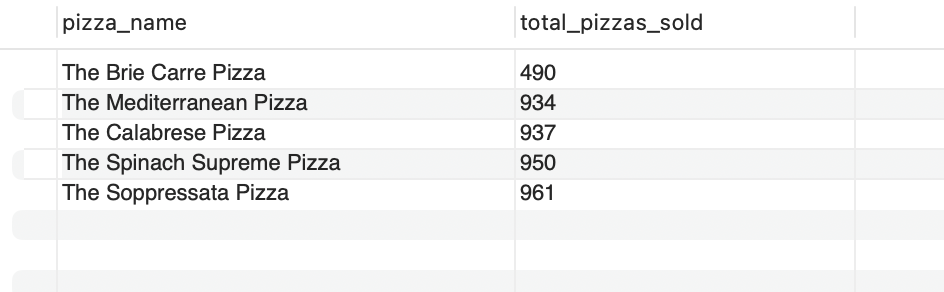 pizza_name total_pizzas_sold
The Brie Carre Pizza 490
The Mediterranean Pizza 934
The Calabrese Pizza 937
The Spinach Supreme Pizza 950
The Soppressata Pizza 961